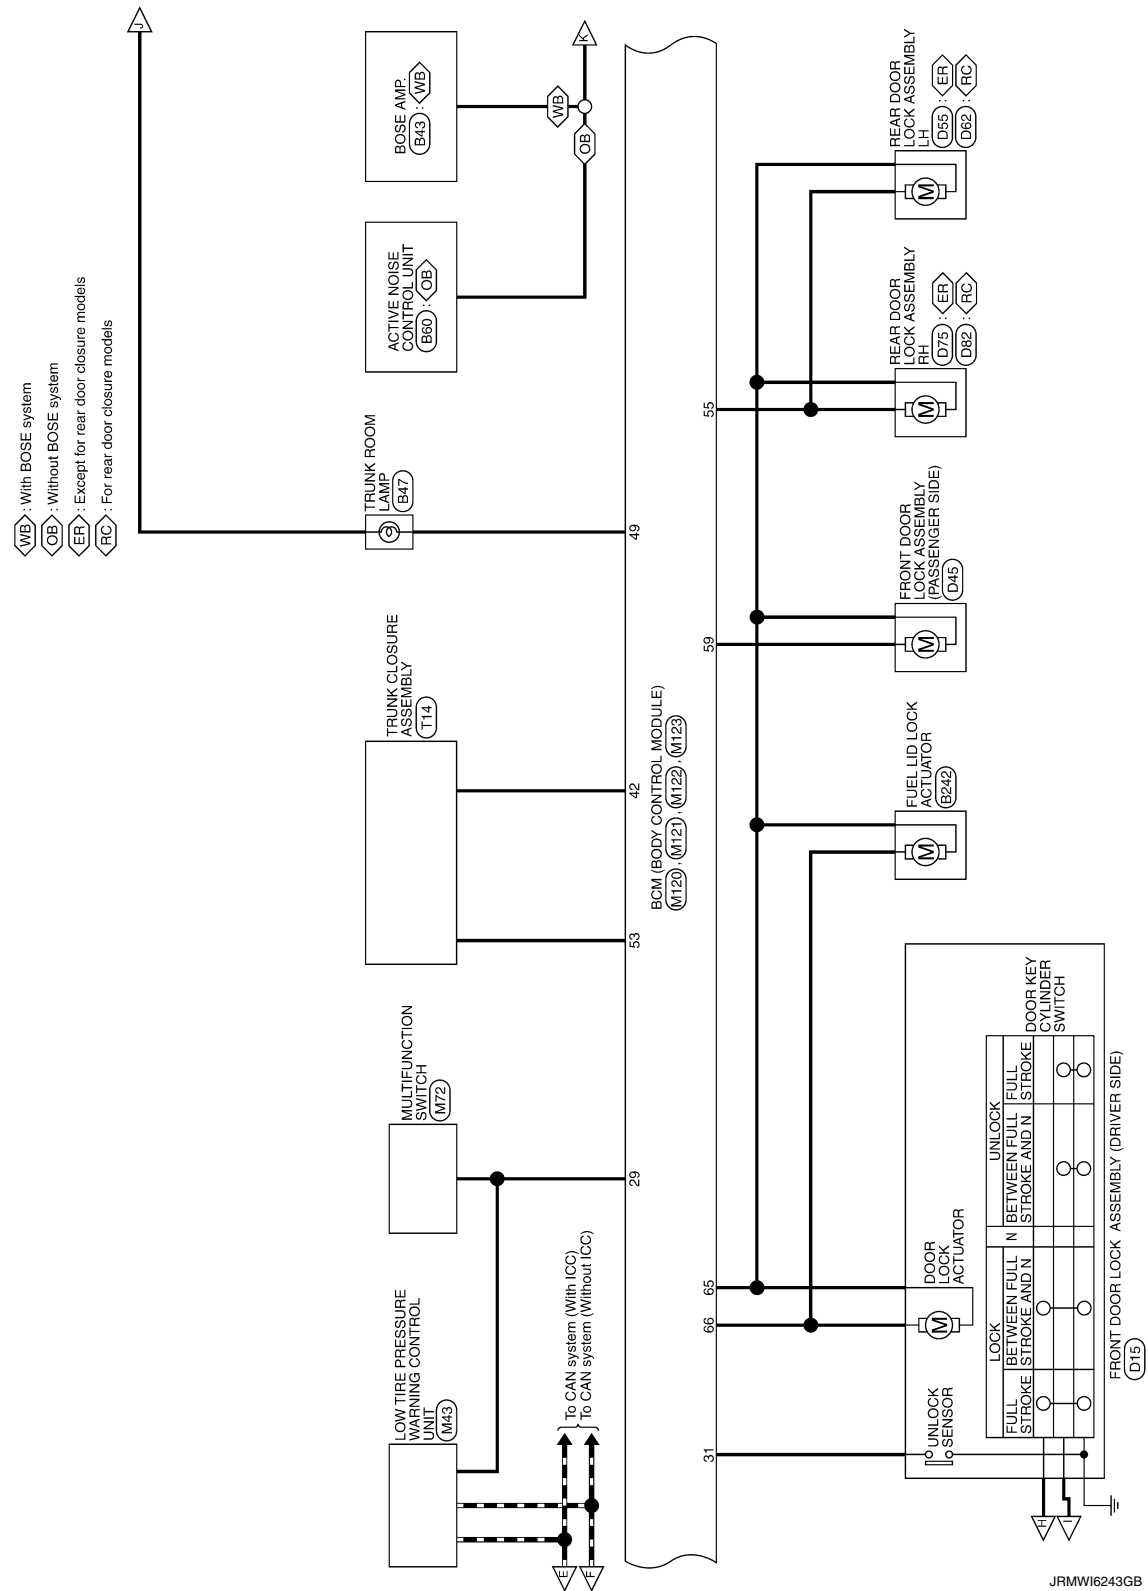 WB : With BOSE system
OB : Without BOSE system
ER : Except for rear door closure models
RC : For rear door closure models
J
LOW TIRE PRESSURE
WARNING CONTROL
UNIT
M43
MULTIFUNCTION
SWITCH
M72
TRUNK CLOSURE
ASSEMBLY
T14
TRUNK ROOM
LAMP
B47
ACTIVE NOISE
CONTROL UNIT
B60 : OB
BOSE AMP.
B43 : WB
WB
OB
K
E
F
To CAN system (With ICC)
To CAN system (Without ICC)
29
53
42
49
BCM (BODY CONTROL MODULE)
M120 , M121 , M122 , M123
31
66
65
59
55
UNLOCK
SENSOR
M
DOOR
LOCK
ACTUATOR
LOCK
N
UNLOCK
FULL
STROKE
BETWEEN FULL
STROKE AND N
BETWEEN FULL
STROKE AND N
FULL
STROKE
DOOR KEY
CYLINDER
SWITCH
H
I
FRONT DOOR LOCK ASSEMBLY (DRIVER SIDE)
D15
FUEL LID LOCK
ACTUATOR
B242
M
FRONT DOOR
LOCK ASSEMBLY
(PASSENGER SIDE)
D45
M
REAR DOOR
LOCK ASSEMBLY
RH
D75 : ER
D82 : RC
M
REAR DOOR
LOCK ASSEMBLY
LH
D55 : ER
D62 : RC
M
JRMWI6243GB